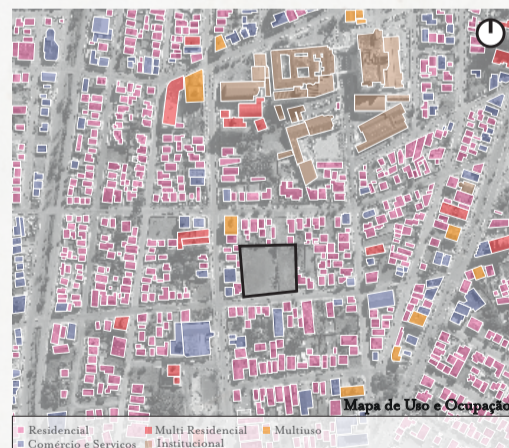 Mapa de Uso e Ocupação
Residencial Multi Residencial Multiuso
Comércio e Serviços Institucional